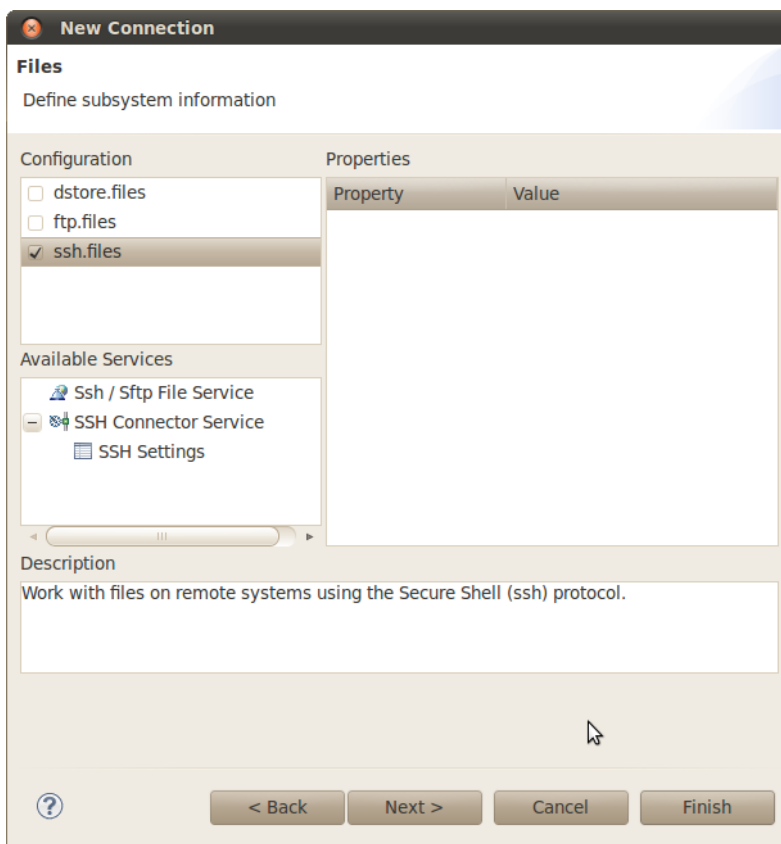 New Connection
Files
Define subsystem information
Configuration
Properties
dstore.files
ftp.files
ssh.files
Property Value
Available Services
Ssh / Sftp File Service
SSH Connector Service
SSH Settings
Description
Work with files on remote systems using the Secure Shell (ssh) protocol.
? < Back Next > Cancel Finish